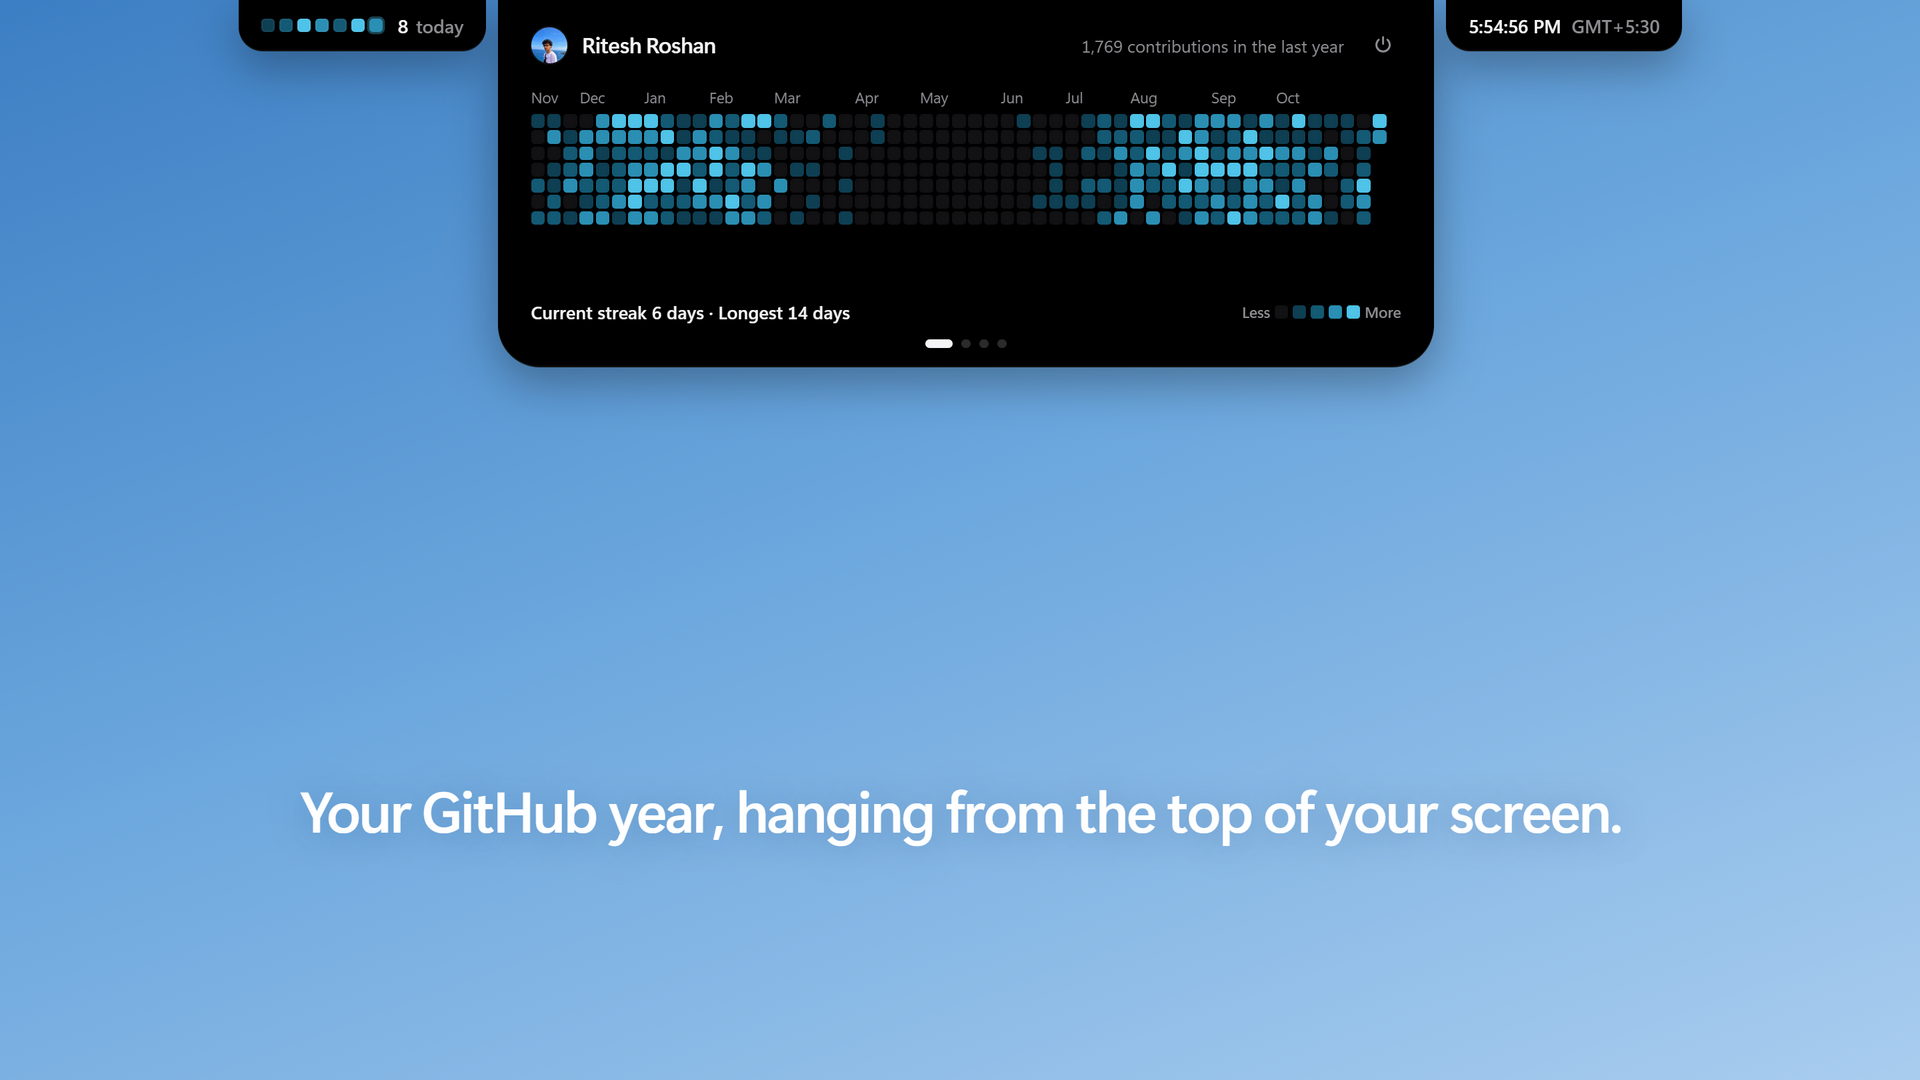 8 today
Ritesh Roshan
1,769 contributions in the last year
5:54:56 PM GMT+5:30
Nov Dec Jan Feb Mar Apr May Jun Jul Aug Sep Oct
Current streak 6 days · Longest 14 days
Less More
Your GitHub year, hanging from the top of your screen.